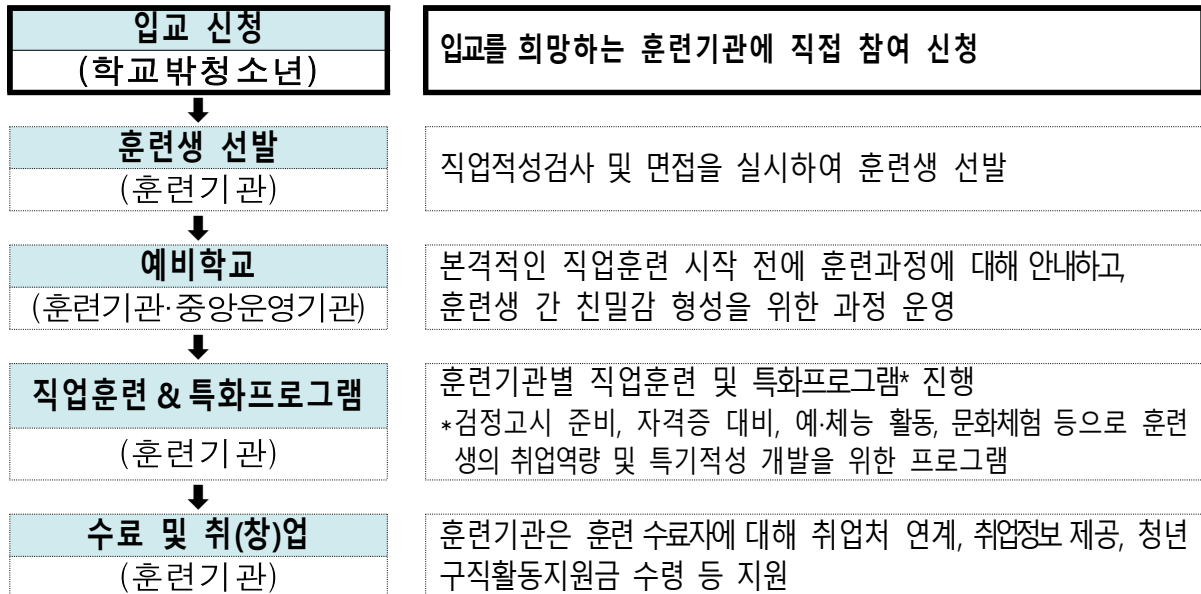 입교 신청
(학교밖청소년)
입교를 희망하는 훈련기관에 직접 참여 신청
훈련생 선발
(훈련기관)
직업적성검사 및 면접을 실시하여 훈련생 선발
예비학교
(훈련기관·중앙운영기관)
본격적인 직업훈련 시작 전에 훈련과정에 대해 안내하고,
훈련생 간 친밀감 형성을 위한 과정 운영
직업훈련 & 특화프로그램
(훈련기관)
훈련기관별 직업훈련 및 특화프로그램* 진행
*검정고시 준비, 자격증 대비, 예·체능 활동, 문화체험 등으로 훈련
생의 취업역량 및 특기적성 개발을 위한 프로그램
수료 및 취(창)업
(훈련기관)
훈련기관은 훈련 수료자에 대해 취업처 연계, 취업정보 제공, 청년
구직활동지원금 수령 등 지원